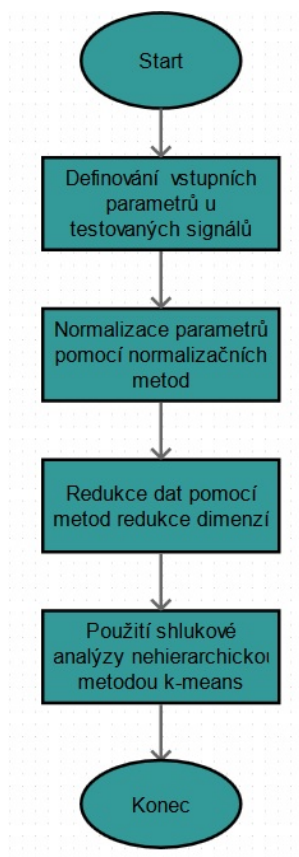 Start
Definování vstupních
parametrů u
testovaných signálů
Normalizace parametrů
pomocí normalizačních
metod
Redukce dat pomocí
metod redukce dimenzí
Použití shlukové
analýzy nehierarchickou
metodou k-means
Konec